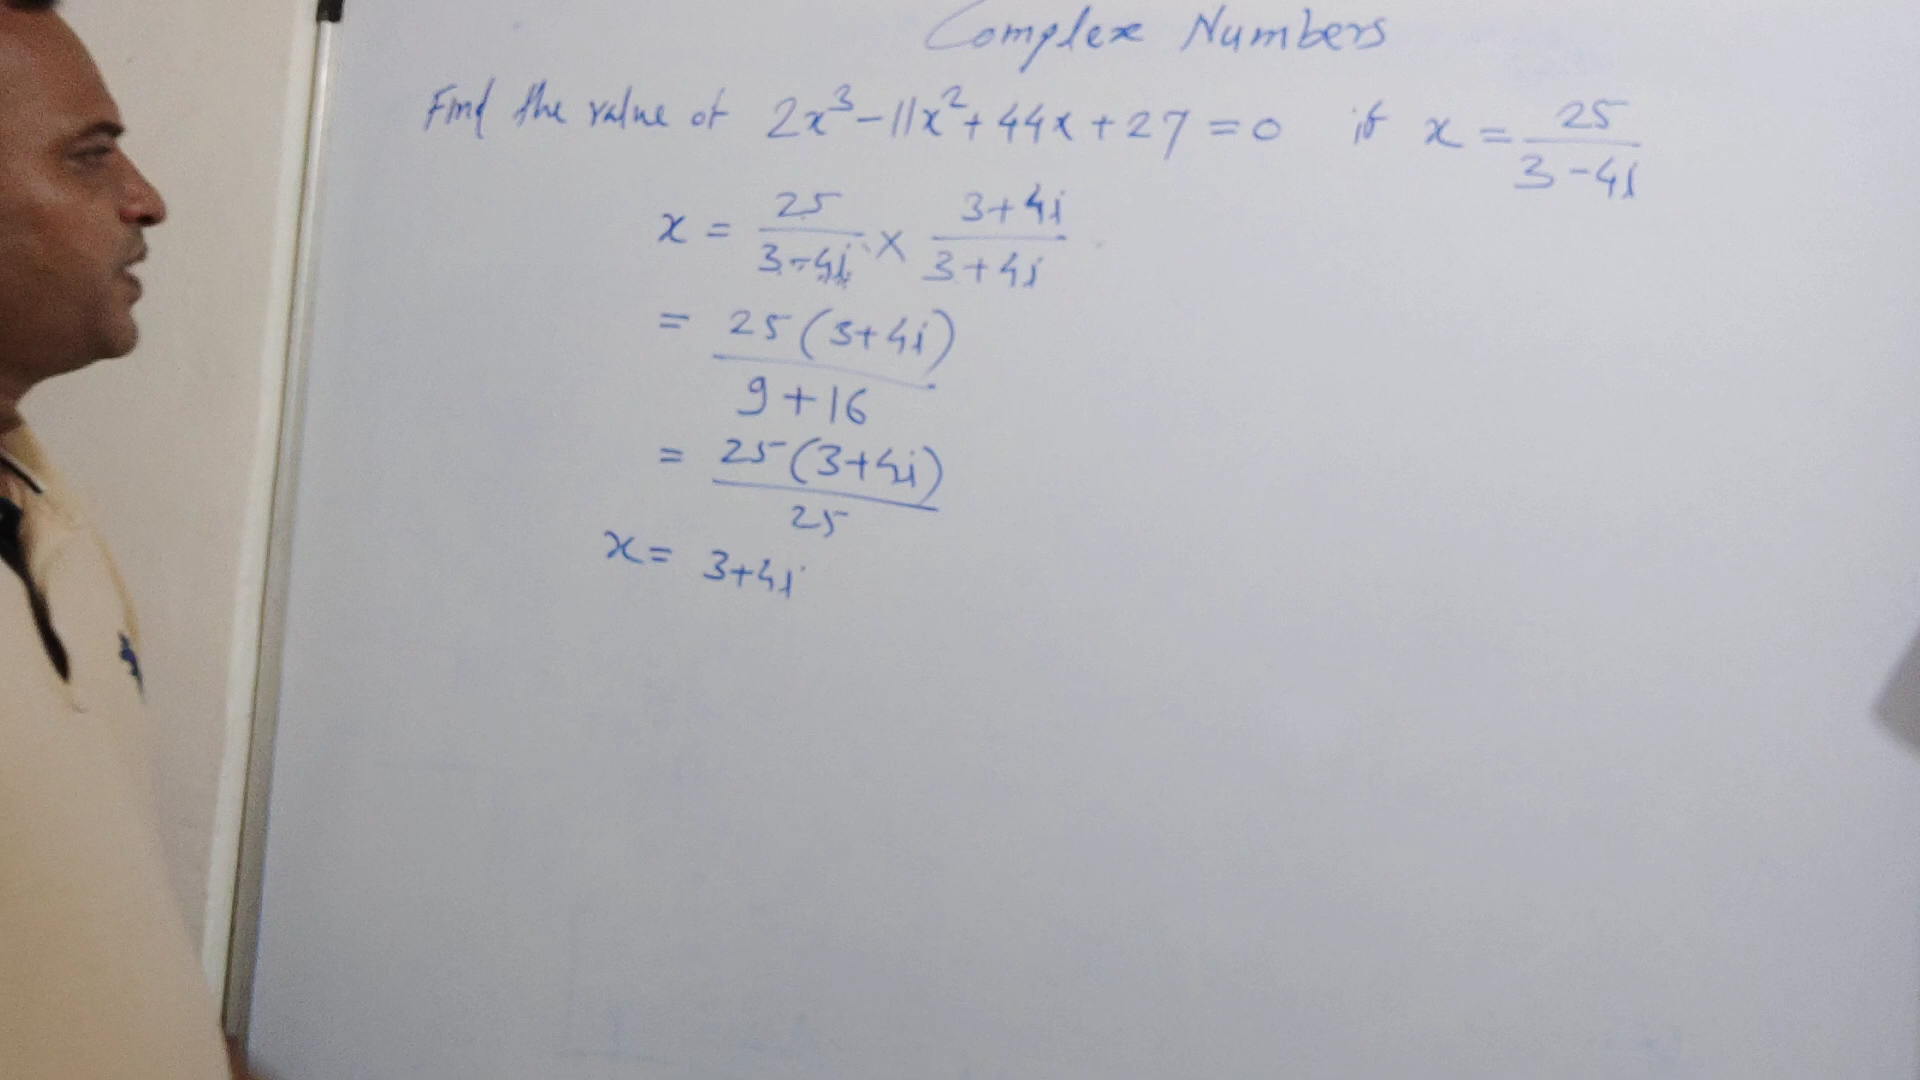 Complex Numbers
Find the value of 2x³-11x²+44x+27=0 if x = 25/(3-4i)
x = 25/(3-4i) × (3+4i)/(3+4i)
= 25(3+4i)/(9+16)
= 25(3+4i)/25
x = 3+4i